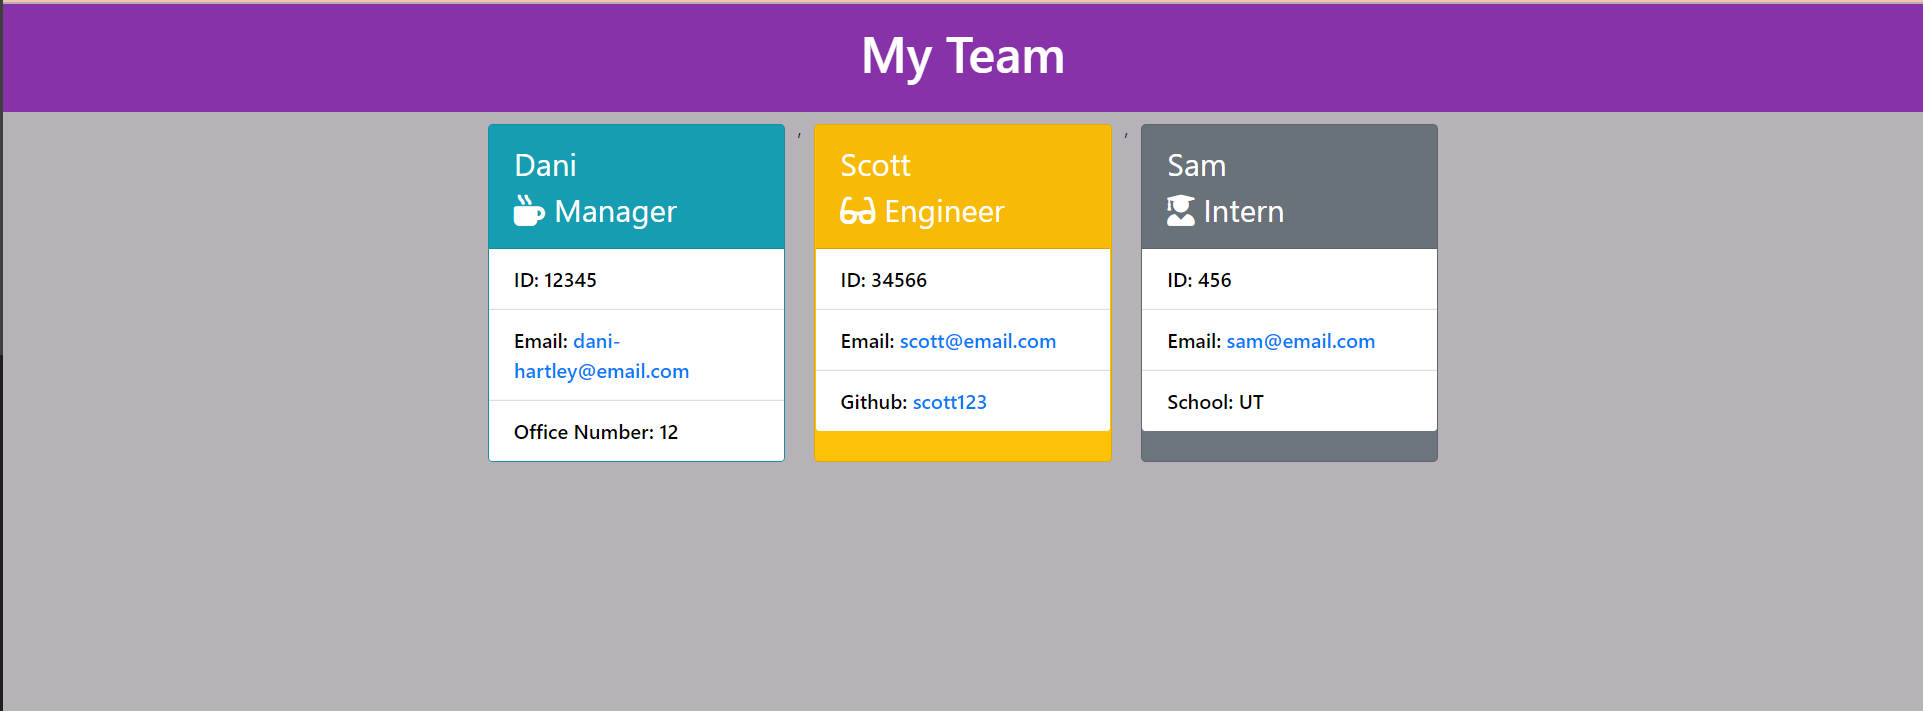 My Team
Dani
Manager
ID: 12345
Email: dani-
hartley@email.com
Office Number: 12
,
Scott
Engineer
ID: 34566
Email: scott@email.com
Github: scott123
,
Sam
Intern
ID: 456
Email: sam@email.com
School: UT